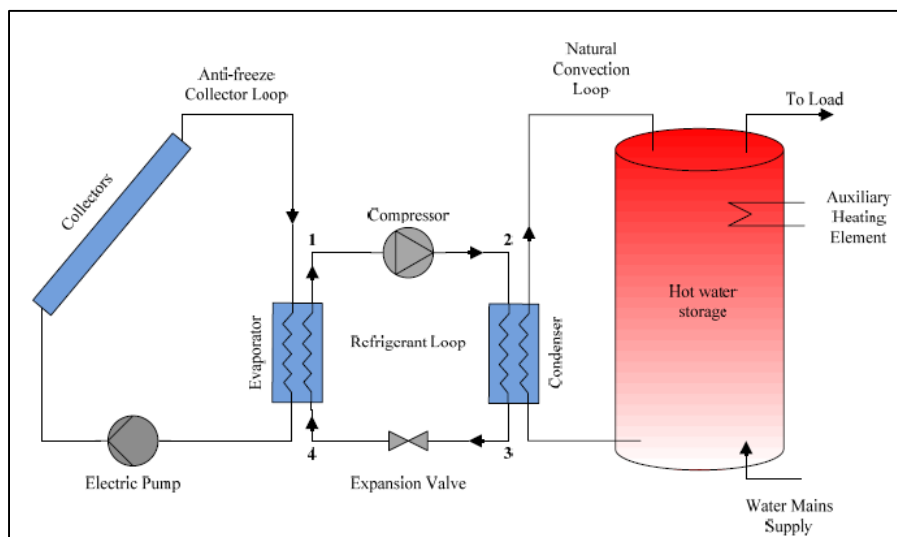 Natural
Convection
Loop
Anti-freeze
Collector Loop
To Load
Collectors
Compressor
Auxiliary
Heating
Element
1
2
Hot water
storage
Evaporator
Refrigerant Loop
Condenser
4
3
Electric Pump
Expansion Valve
Water Mains
Supply